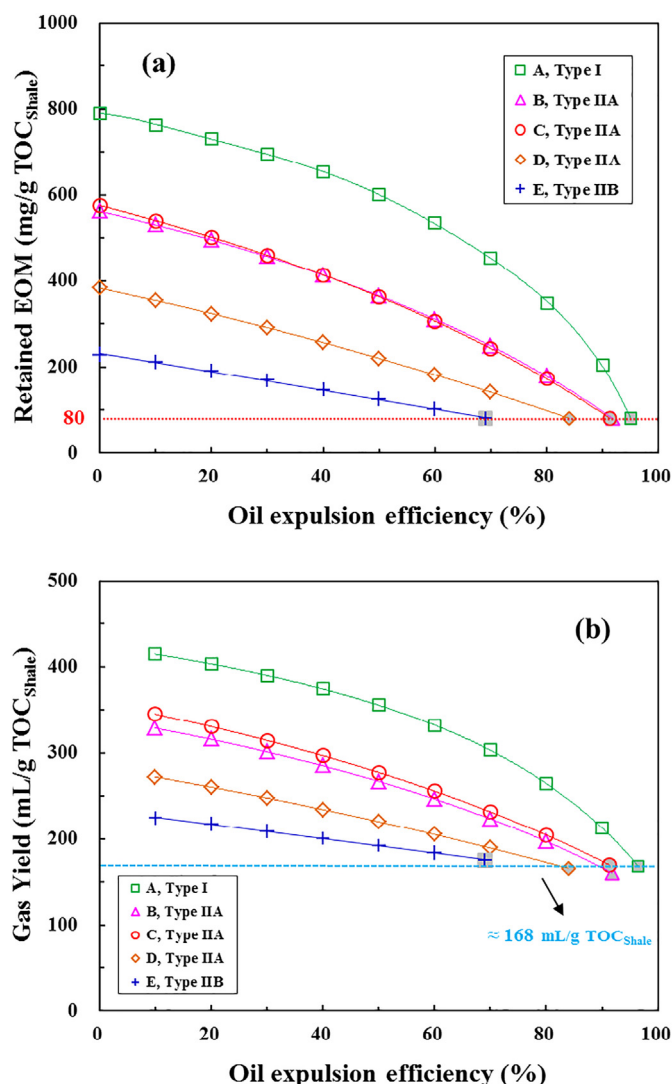 1000
800
600
400
200
80
0
Retained EOM (mg/g TOC_Shale)
(a)
A, Type I
B, Type IIA
C, Type IIA
D, Type IIA
E, Type IIB
0 20 40 60 80 100
Oil expulsion efficiency (%)
500
400
300
200
100
0
Gas Yield (mL/g TOC_Shale)
(b)
≈ 168 mL/g TOC_Shale
A, Type I
B, Type IIA
C, Type IIA
D, Type IIA
E, Type IIB
0 20 40 60 80 100
Oil expulsion efficiency (%)